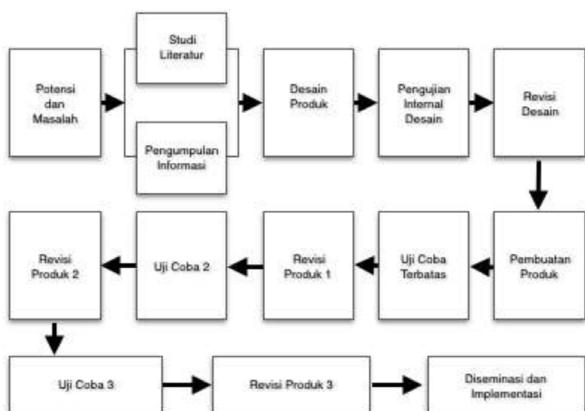 Potensi
dan
Masalah
Studi
Literatur
Pengumpulan
Informasi
Desain
Produk
Pengujian
Internal
Desain
Revisi
Desain
Pembuatan
Produk
Uji Coba
Terbatas
Revisi
Produk 1
Uji Coba 2
Revisi
Produk 2
Uji Coba 3
Revisi Produk 3
Diseminasi dan
Implementasi